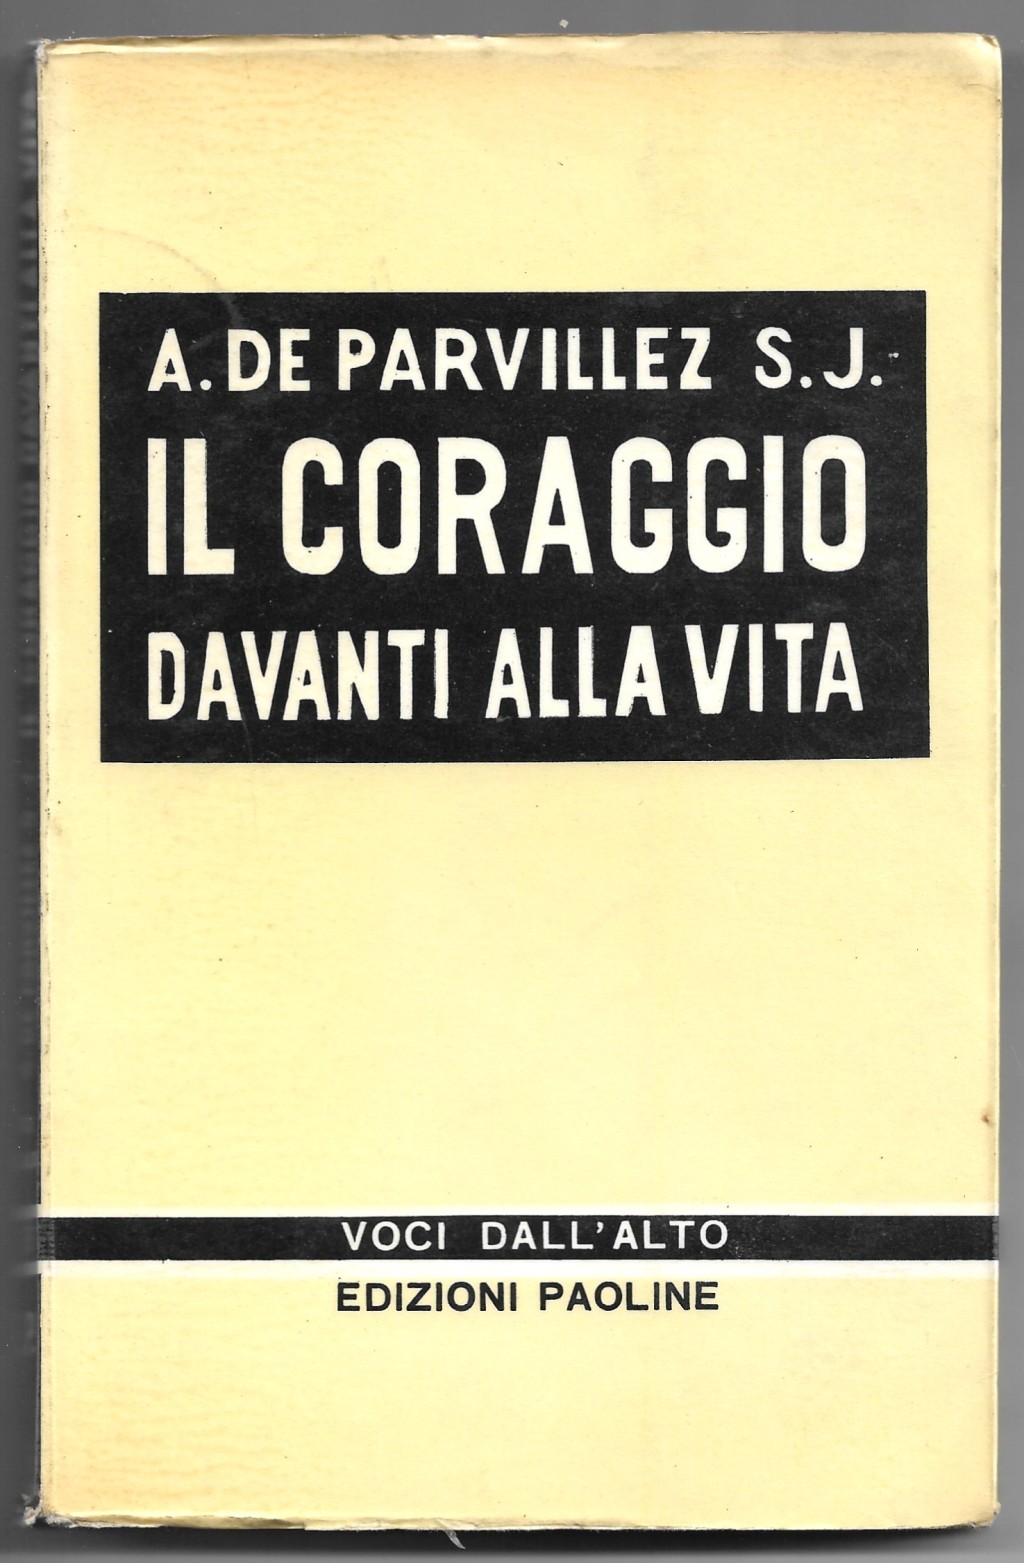 A. DE PARVILLEZ S.J.
IL CORAGGIO
DAVANTI ALLA VITA
VOCI DALL'ALTO
EDIZIONI PAOLINE